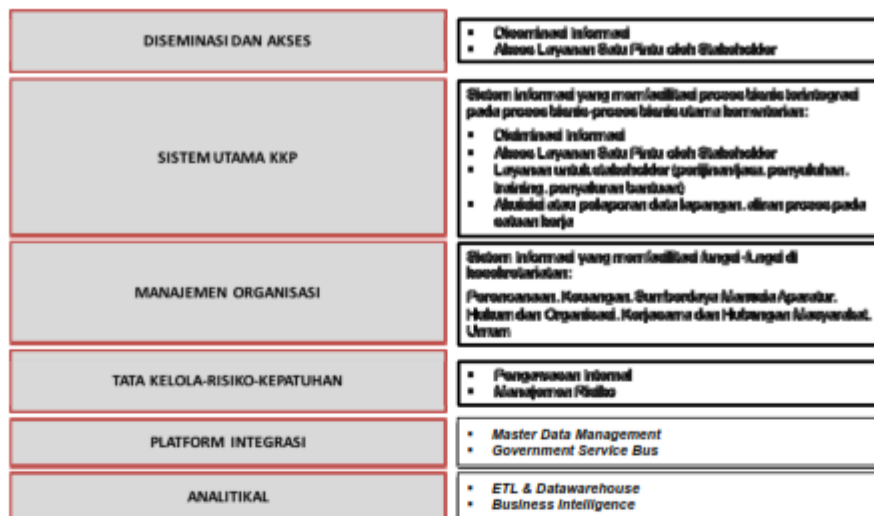 DISEMINASI DAN AKSES
▪ Diseminasi Informasi
▪ Akses Layanan Satu Pintu oleh Stakeholder
SISTEM UTAMA KKP
Sistem informasi yang memfasilitasi proses bisnis terintegrasi
pada proses bisnis-proses bisnis utama kementerian:
▪ Informasi
▪ Akses Layanan Satu Pintu oleh Stakeholder
▪ Layanan untuk stakeholder (perijinan/jasa, penyuluhan,
training, penyaluran bantuan)
▪ Akuisisi atau pelaporan data lapangan, aliran proses pada
satuan kerja
MANAJEMEN ORGANISASI
Sistem informasi yang memfasilitasi di
kesekretariatan:
Perencanaan, Keuangan, Sumberdaya Manusia Aparatur,
Hukum dan Organisasi, Kerjasama dan Hubungan Masyarakat,
Umum
TATA KELOLA-RISIKO-KEPATUHAN
▪ Pengawasan Internal
▪ Manajemen Risiko
PLATFORM INTEGRASI
▪ Master Data Management
▪ Government Service Bus
ANALITIKAL
▪ ETL & Datawarehouse
▪ Business Intelligence